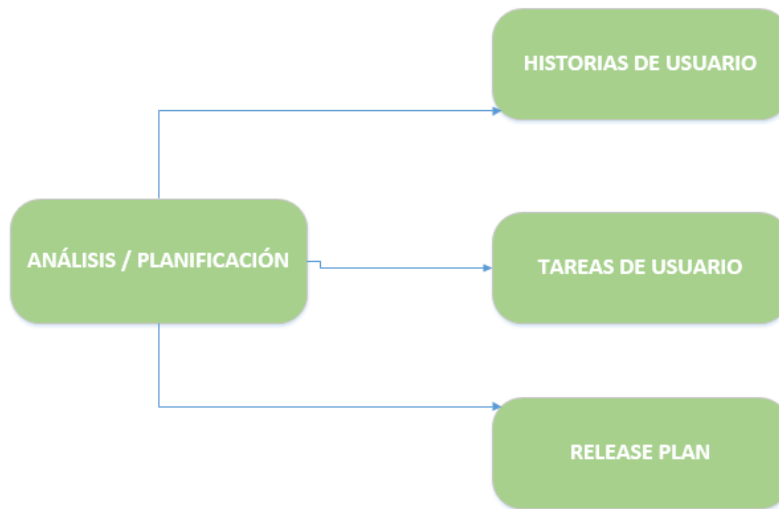 HISTORIAS DE USUARIO
ANÁLISIS / PLANIFICACIÓN
TAREAS DE USUARIO
RELEASE PLAN